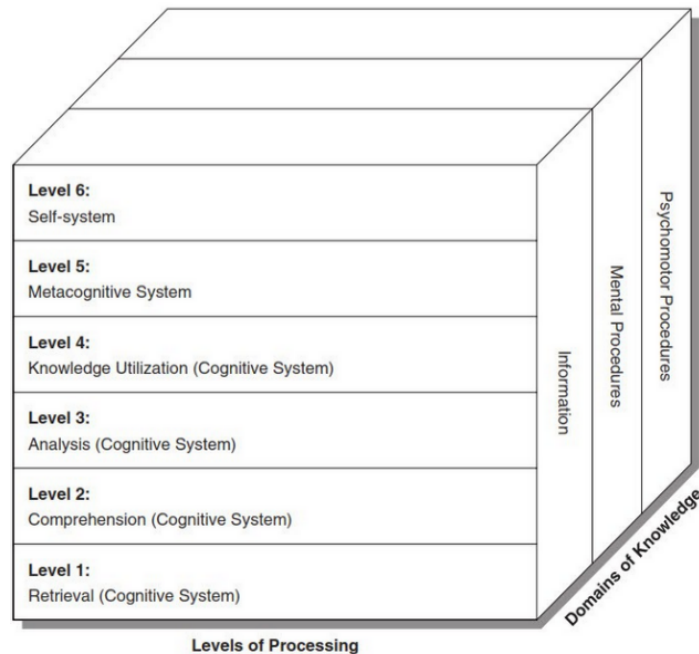 Level 6:
Self-system
Level 5:
Metacognitive System
Level 4:
Knowledge Utilization (Cognitive System)
Level 3:
Analysis (Cognitive System)
Level 2:
Comprehension (Cognitive System)
Level 1:
Retrieval (Cognitive System)
Information
Mental Procedures
Psychomotor Procedures
Levels of Processing
Domains of Knowledge